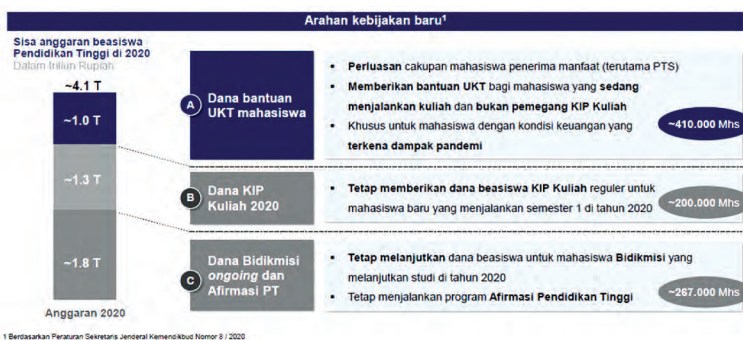 Arahan kebijakan baru¹
Sisa anggaran beasiswa
Pendidikan Tinggi di 2020
Dalam triliun Rupiah
~4.1 T
~1.0 T
~1.3 T
~1.8 T
Anggaran 2020
A
Dana bantuan
UKT mahasiswa
▪ Perluasan cakupan mahasiswa penerima manfaat (terutama PTS)
▪ Memberikan bantuan UKT bagi mahasiswa yang sedang
menjalankan kuliah dan bukan pemegang KIP Kuliah
▪ Khusus untuk mahasiswa dengan kondisi keuangan yang
terkena dampak pandemi
~410.000 Mhs
B
Dana KIP
Kuliah 2020
▪ Tetap memberikan dana beasiswa KIP Kuliah reguler untuk
mahasiswa baru yang menjalankan semester 1 di tahun 2020
~200.000 Mhs
C
Dana Bidikmisi
ongoing dan
Afirmasi PT
▪ Tetap melanjutkan dana beasiswa untuk mahasiswa Bidikmisi yang
melanjutkan studi di tahun 2020
▪ Tetap menjalankan program Afirmasi Pendidikan Tinggi
~267.000 Mhs
1 Berdasarkan Peraturan Sekretaris Jenderal Kemendikbud Nomor 8 / 2020